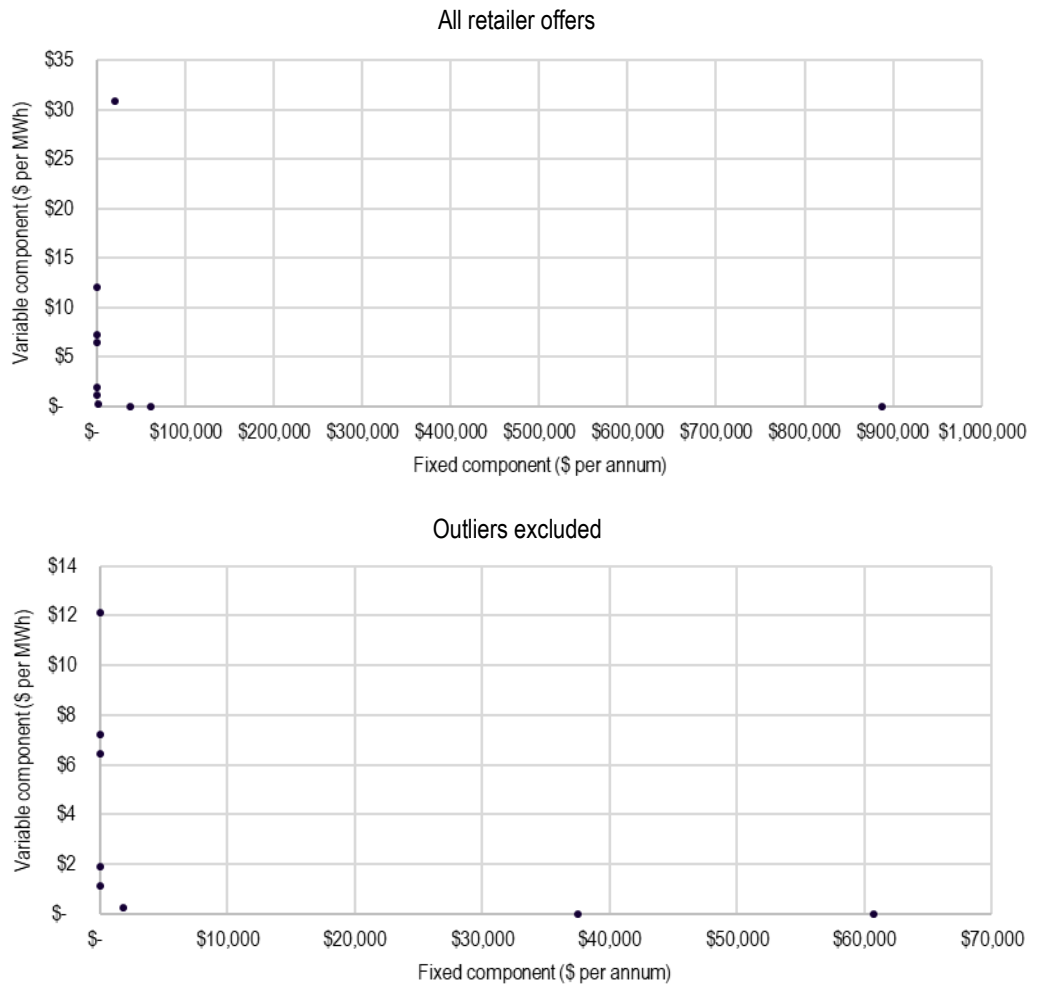 All retailer offers
$35
$30
$25
$20
$15
$10
$5
$-
Variable component ($ per MWh)
$- $100,000 $200,000 $300,000 $400,000 $500,000 $600,000 $700,000 $800,000 $900,000 $1,000,000
Fixed component ($ per annum)
Outliers excluded
$14
$12
$10
$8
$6
$4
$2
$-
Variable component ($ per MWh)
$- $10,000 $20,000 $30,000 $40,000 $50,000 $60,000 $70,000
Fixed component ($ per annum)